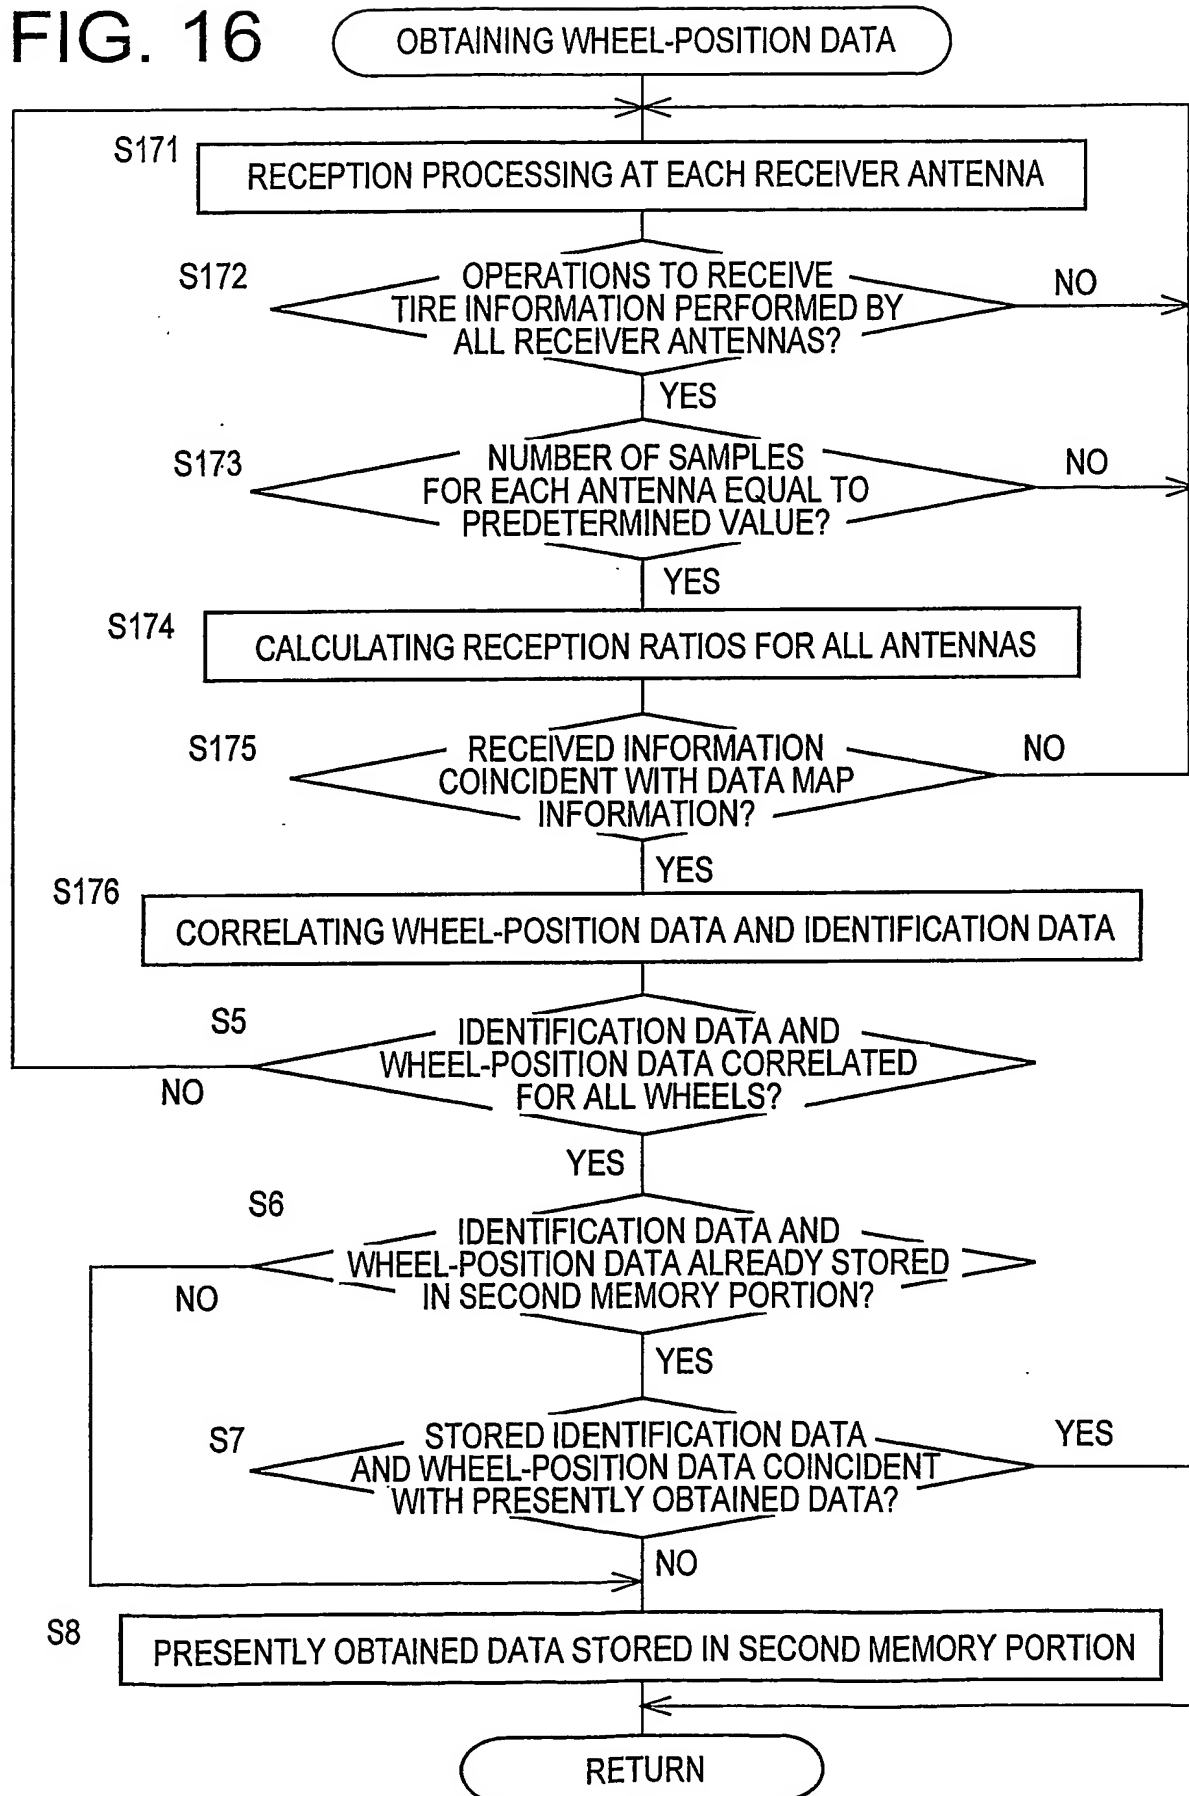 FIG. 16
OBTAINING WHEEL-POSITION DATA
S171
RECEPTION PROCESSING AT EACH RECEIVER ANTENNA
S172
OPERATIONS TO RECEIVE
TIRE INFORMATION PERFORMED BY
ALL RECEIVER ANTENNAS?
NO
YES
S173
NUMBER OF SAMPLES
FOR EACH ANTENNA EQUAL TO
PREDETERMINED VALUE?
NO
YES
S174
CALCULATING RECEPTION RATIOS FOR ALL ANTENNAS
S175
RECEIVED INFORMATION
COINCIDENT WITH DATA MAP
INFORMATION?
NO
YES
S176
CORRELATING WHEEL-POSITION DATA AND IDENTIFICATION DATA
S5
IDENTIFICATION DATA AND
WHEEL-POSITION DATA CORRELATED
FOR ALL WHEELS?
NO
YES
S6
IDENTIFICATION DATA AND
WHEEL-POSITION DATA ALREADY STORED
IN SECOND MEMORY PORTION?
NO
YES
S7
STORED IDENTIFICATION DATA
AND WHEEL-POSITION DATA COINCIDENT
WITH PRESENTLY OBTAINED DATA?
YES
NO
S8
PRESENTLY OBTAINED DATA STORED IN SECOND MEMORY PORTION
RETURN